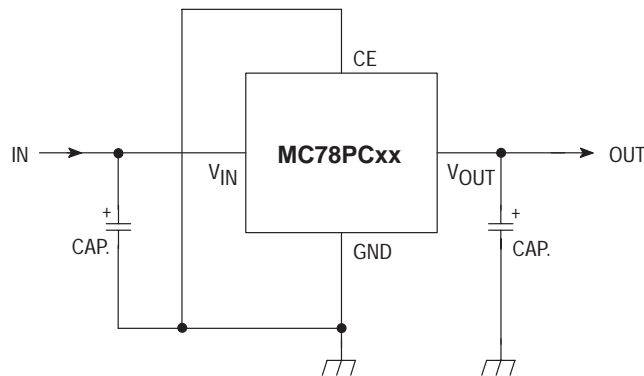 CE
IN
MC78PCxx
VIN
VOUT
OUT
+
CAP.
GND
+
CAP.